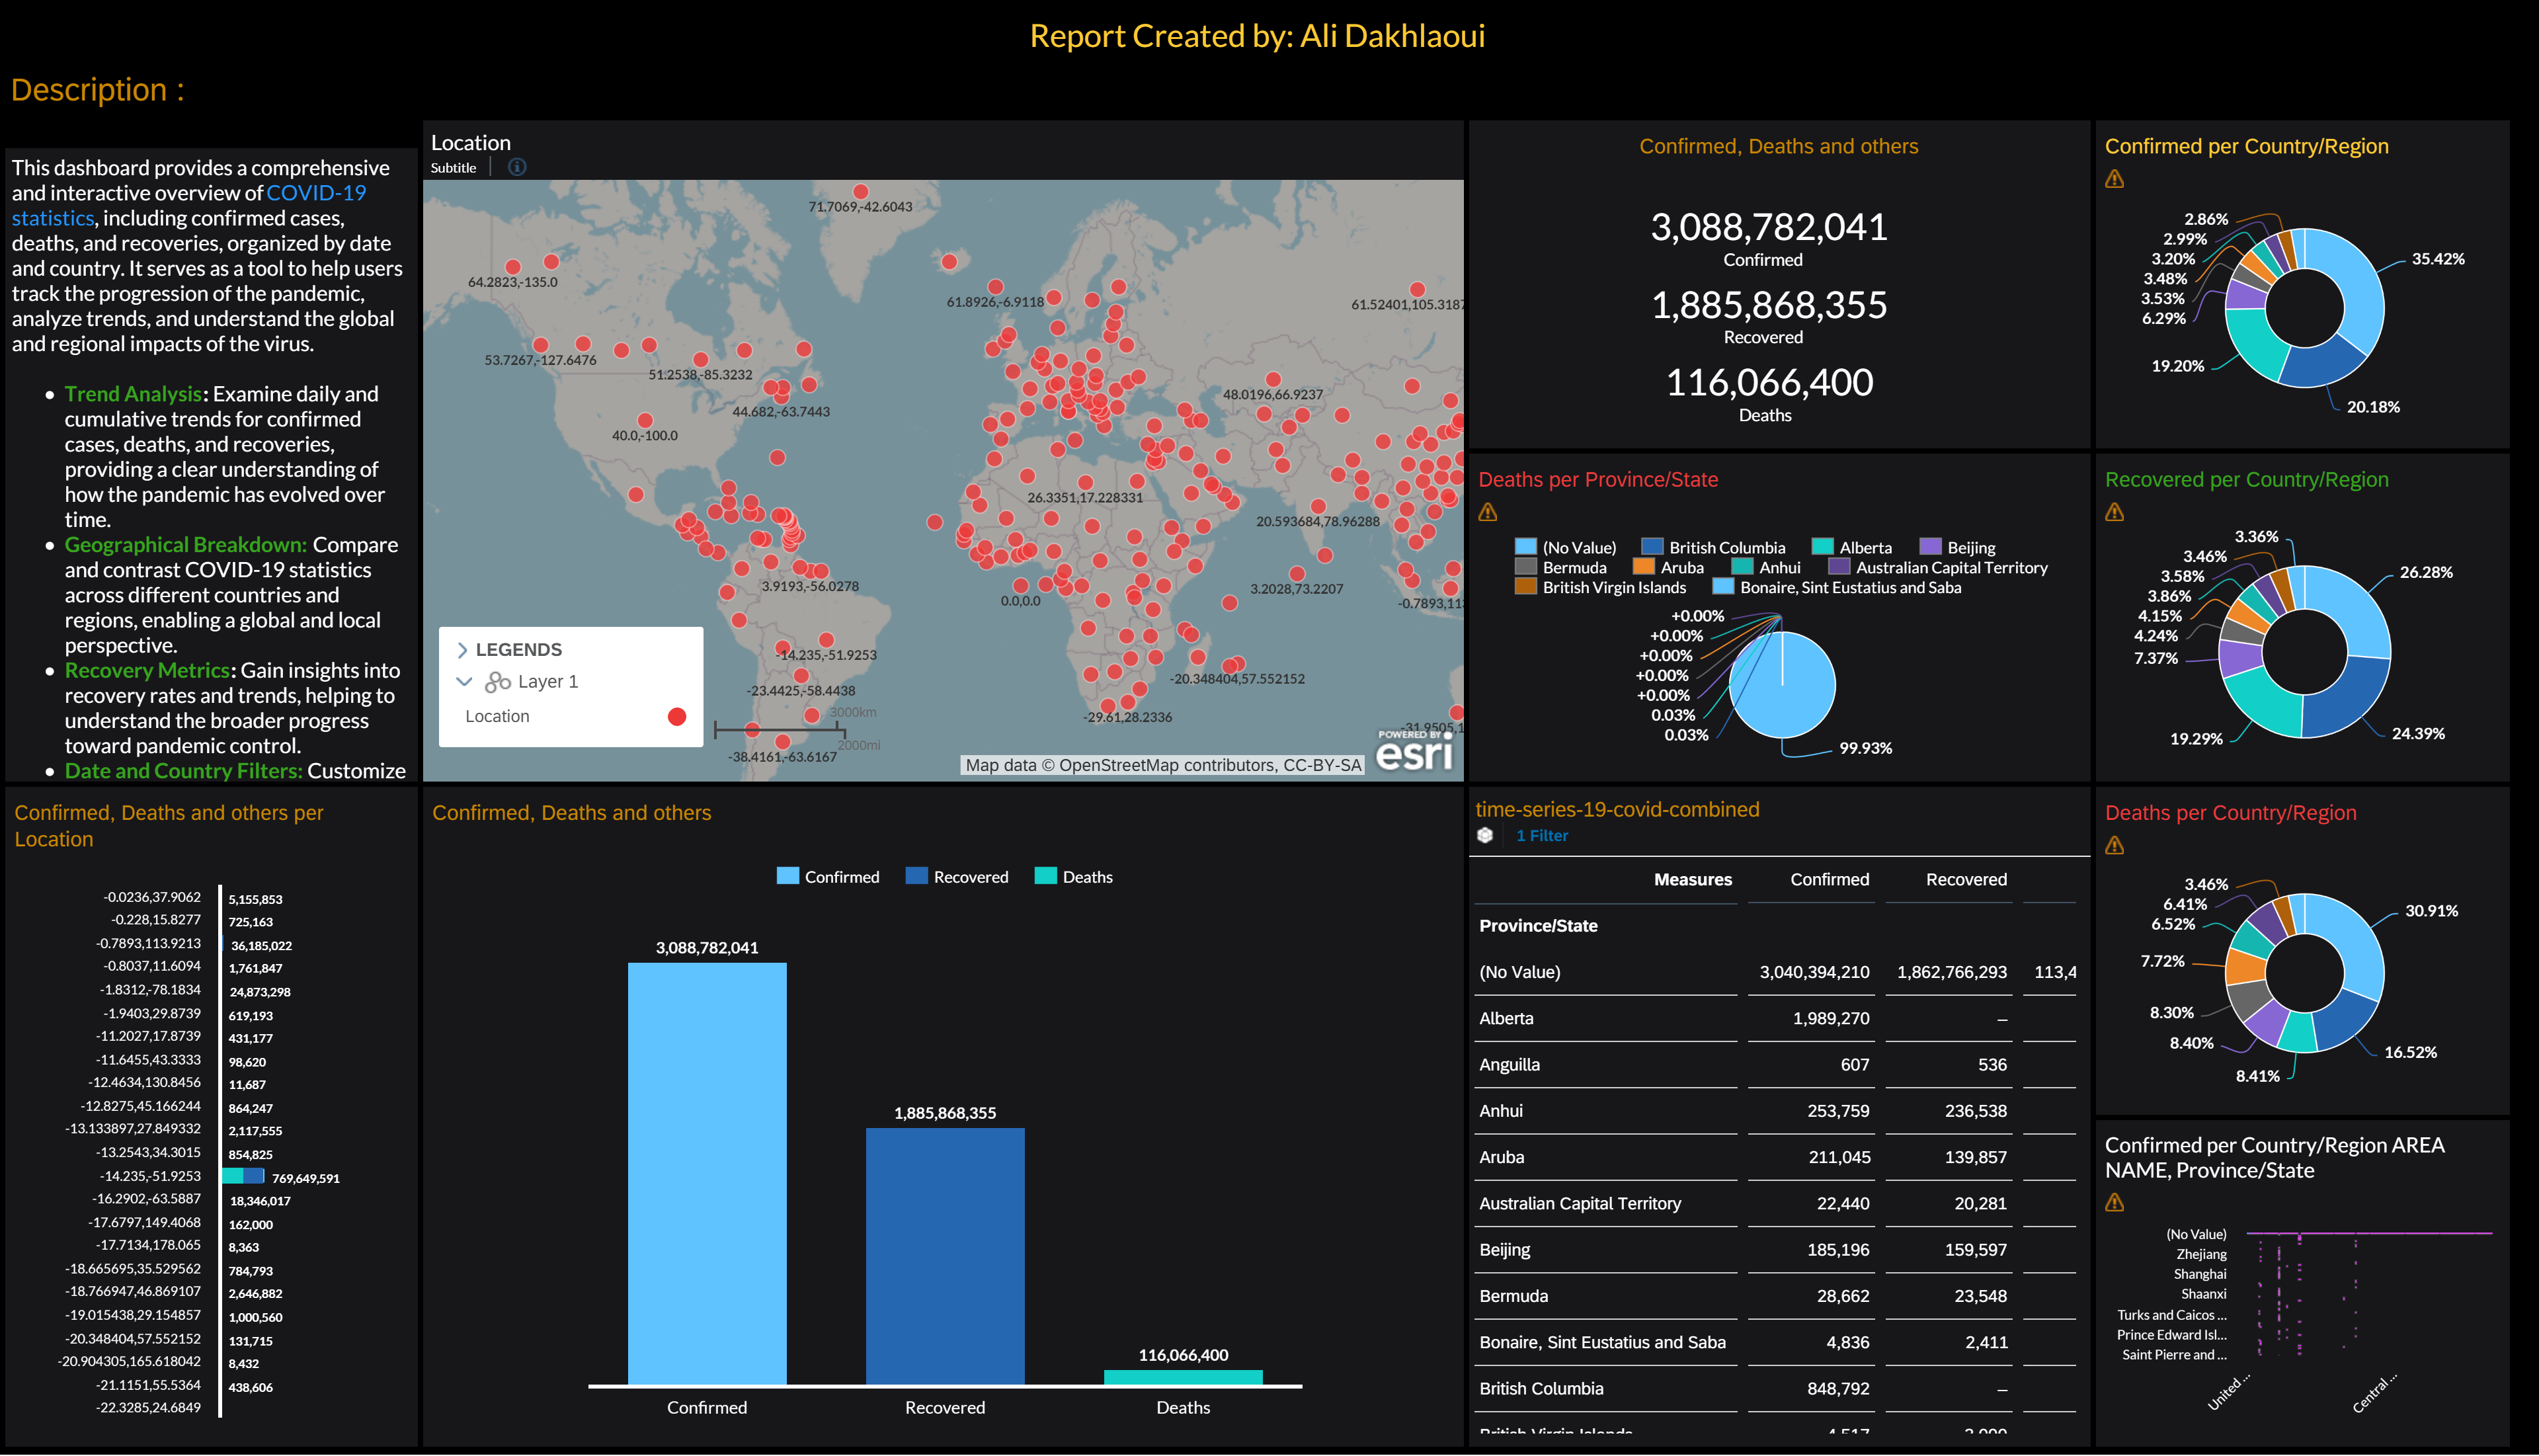 Report Created by: Ali Dakhlaoui
Description :
This dashboard provides a comprehensive
and interactive overview of COVID-19
statistics, including confirmed cases,
deaths, and recoveries, organized by date
and country. It serves as a tool to help users
track the progression of the pandemic,
analyze trends, and understand the global
and regional impacts of the virus.
• Trend Analysis: Examine daily and
cumulative trends for confirmed
cases, deaths, and recoveries,
providing a clear understanding of
how the pandemic has evolved over
time.
• Geographical Breakdown: Compare
and contrast COVID-19 statistics
across different countries and
regions, enabling a global and local
perspective.
• Recovery Metrics: Gain insights into
recovery rates and trends, helping to
understand the broader progress
toward pandemic control.
• Date and Country Filters: Customize
Location
Subtitle
71.7069,-42.6043
64.2823,-135.0
61.8926,-6.9118
61.52401,105.3187
53.7267,-127.6476
51.2538,-85.3232
48.0196,66.9237
44.682,-63.7443
40.0,-100.0
26.3351,17.228331
20.593684,78.96288
3.9193,-56.0278
3.2028,73.2207
0.0,0.0
-0.7893,113
-14.235,-51.9253
-20.348404,57.552152
-23.4425,-58.4438
-29.61,28.2336
-31.9505,1
-38.4161,-63.6167
LEGENDS
Layer 1
Location
3000km
2000mi
Map data © OpenStreetMap contributors, CC-BY-SA
POWERED BY
esri
Confirmed, Deaths and others
3,088,782,041
Confirmed
1,885,868,355
Recovered
116,066,400
Deaths
Confirmed per Country/Region
2.86%
2.99%
3.20%
3.48%
3.53%
6.29%
19.20%
35.42%
20.18%
Deaths per Province/State
(No Value) British Columbia Alberta Beijing
Bermuda Aruba Anhui Australian Capital Territory
British Virgin Islands Bonaire, Sint Eustatius and Saba
+0.00%
+0.00%
+0.00%
+0.00%
+0.00%
0.03%
0.03%
99.93%
Recovered per Country/Region
3.36%
3.46%
3.58%
3.86%
4.15%
4.24%
7.37%
19.29%
26.28%
24.39%
Confirmed, Deaths and others per
Location
-0.0236,37.9062 5,155,853
-0.228,15.8277 725,163
-0.7893,113.9213 36,185,022
-0.8037,11.6094 1,761,847
-1.8312,-78.1834 24,873,298
-1.9403,29.8739 619,193
-11.2027,17.8739 431,177
-11.6455,43.3333 98,620
-12.4634,130.8456 11,687
-12.8275,45.166244 864,247
-13.133897,27.849332 2,117,555
-13.2543,34.3015 854,825
-14.235,-51.9253 769,649,591
-16.2902,-63.5887 18,346,017
-17.6797,149.4068 162,000
-17.7134,178.065 8,363
-18.665695,35.529562 784,793
-18.766947,46.869107 2,646,882
-19.015438,29.154857 1,000,560
-20.348404,57.552152 131,715
-20.904305,165.618042 8,432
-21.1151,55.5364 438,606
-22.3285,24.6849
Confirmed, Deaths and others
Confirmed Recovered Deaths
3,088,782,041
1,885,868,355
116,066,400
Confirmed Recovered Deaths
time-series-19-covid-combined
1 Filter
Measures Confirmed Recovered
Province/State
(No Value) 3,040,394,210 1,862,766,293 113,4
Alberta 1,989,270 –
Anguilla 607 536
Anhui 253,759 236,538
Aruba 211,045 139,857
Australian Capital Territory 22,440 20,281
Beijing 185,196 159,597
Bermuda 28,662 23,548
Bonaire, Sint Eustatius and Saba 4,836 2,411
British Columbia 848,792 –
British Virgin Islands
Deaths per Country/Region
3.46%
6.41%
6.52%
7.72%
8.30%
8.40%
8.41%
30.91%
16.52%
Confirmed per Country/Region AREA
NAME, Province/State
(No Value)
Zhejiang
Shanghai
Shaanxi
Turks and Caicos ...
Prince Edward Isl...
Saint Pierre and ...
United ...
Central ...